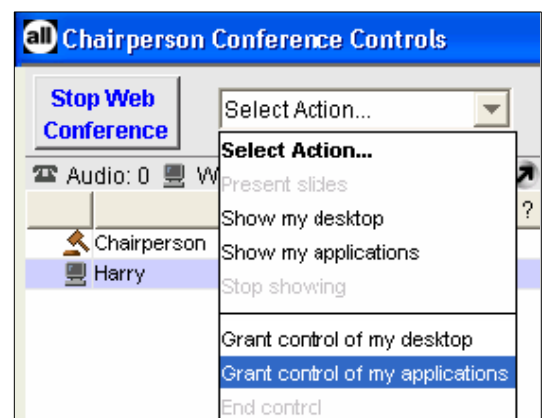 all Chairperson Conference Controls
Stop Web
Conference
Select Action...
Select Action...
Audio: 0 W
Present slides
?
Show my desktop
Chairperson
Show my applications
Harry
Stop showing
Grant control of my desktop
Grant control of my applications
End control